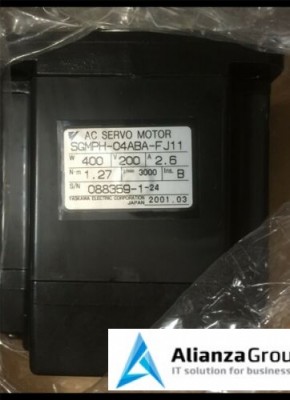 AC SERVO MOTOR
SGMPH-04ABA-FJ11
W 400 V 200 A 2.6
N·m 1.27 r/min 3000 Ins. B
S/N 088359-1-24
YASKAWA ELECTRIC CORPORATION
JAPAN 2001.03
AlianzaGrou
IT solution for busines